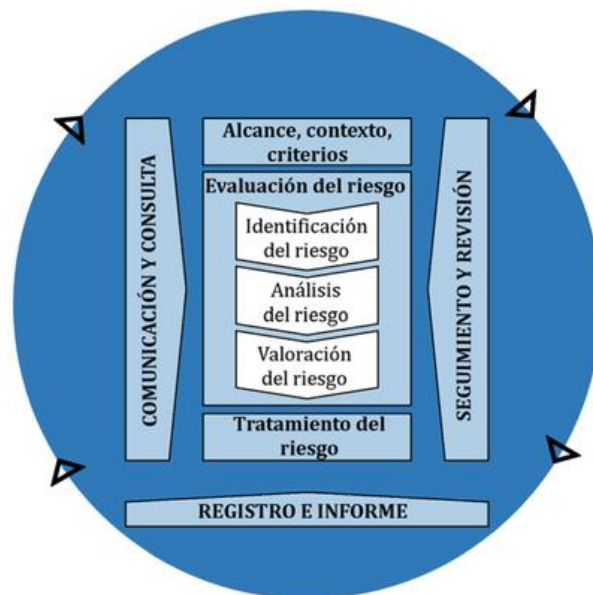 Alcance, contexto,
criterios
Evaluación del riesgo
Identificación
del riesgo
Análisis
del riesgo
Valoración
del riesgo
Tratamiento del
riesgo
COMUNICACIÓN Y CONSULTA
SEGUIMIENTO Y REVISIÓN
REGISTRO E INFORME